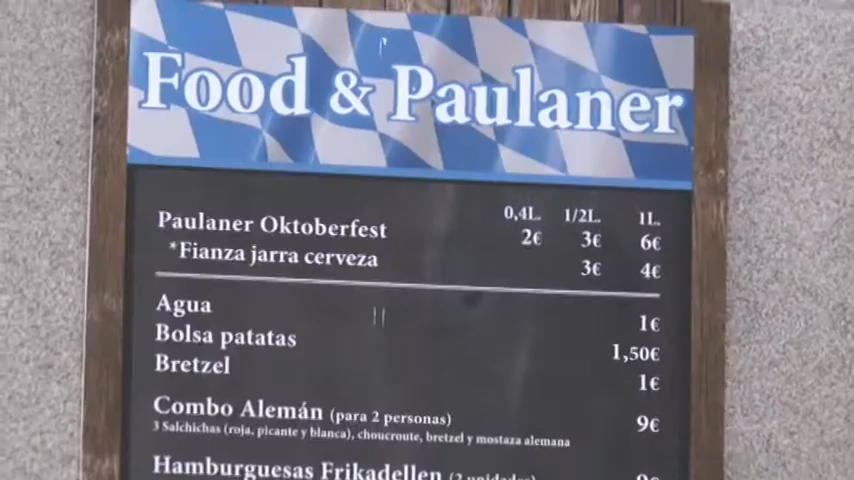 Food & Paulaner
0,4L. 1/2L. 1L.
Paulaner Oktoberfest 2€ 3€ 6€
*Fianza jarra cerveza 3€ 4€
Agua 1€
Bolsa patatas 1,50€
Bretzel 1€
Combo Alemán (para 2 personas) 9€
3 Salchichas (roja, picante y blanca), choucroute, bretzel y mostaza alemana
Hamburguesas Frikadellen (2 unidades)